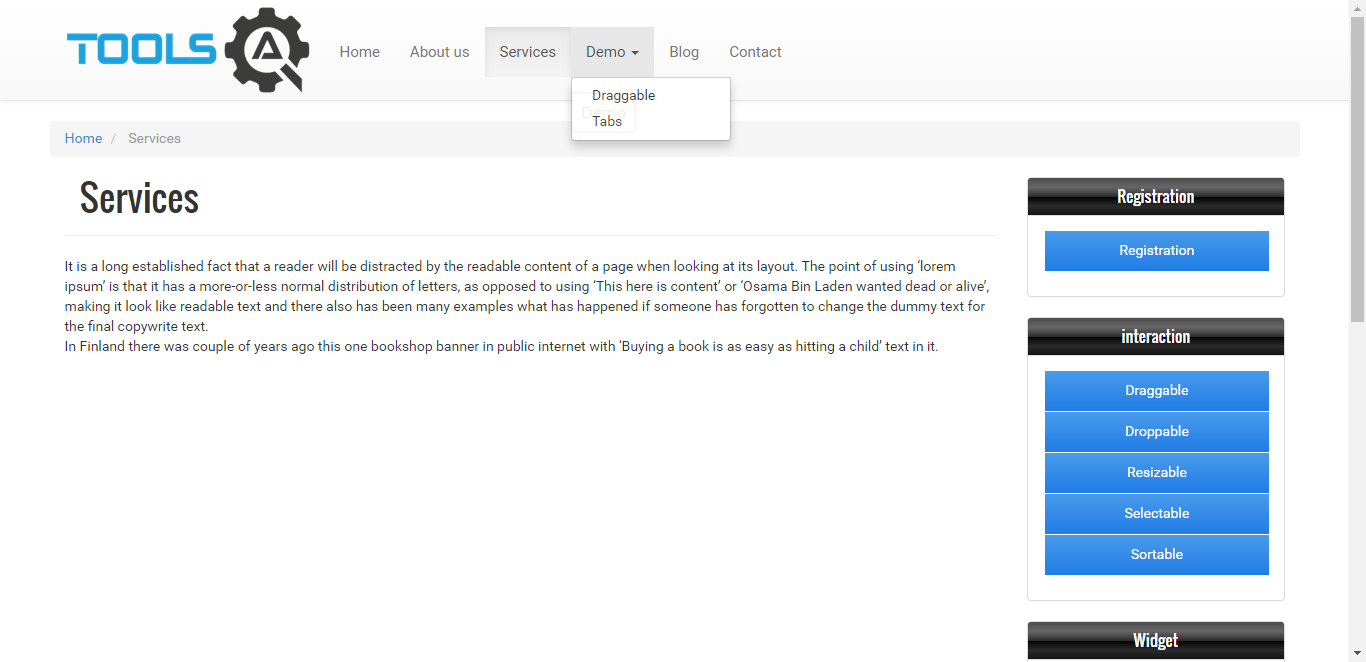 TOOLS QA
Home About us Services Demo Blog Contact
Draggable
Demo
Tabs
Home / Services
Services
It is a long established fact that a reader will be distracted by the readable content of a page when looking at its layout. The point of using ‘lorem
ipsum’ is that it has a more-or-less normal distribution of letters, as opposed to using ‘This here is content’ or ‘Osama Bin Laden wanted dead or alive’,
making it look like readable text and there also has been many examples what has happened if someone has forgotten to change the dummy text for
the final copywrite text.
In Finland there was couple of years ago this one bookshop banner in public internet with ‘Buying a book is as easy as hitting a child’ text in it.
Registration
Registration
interaction
Draggable
Droppable
Resizable
Selectable
Sortable
Widget